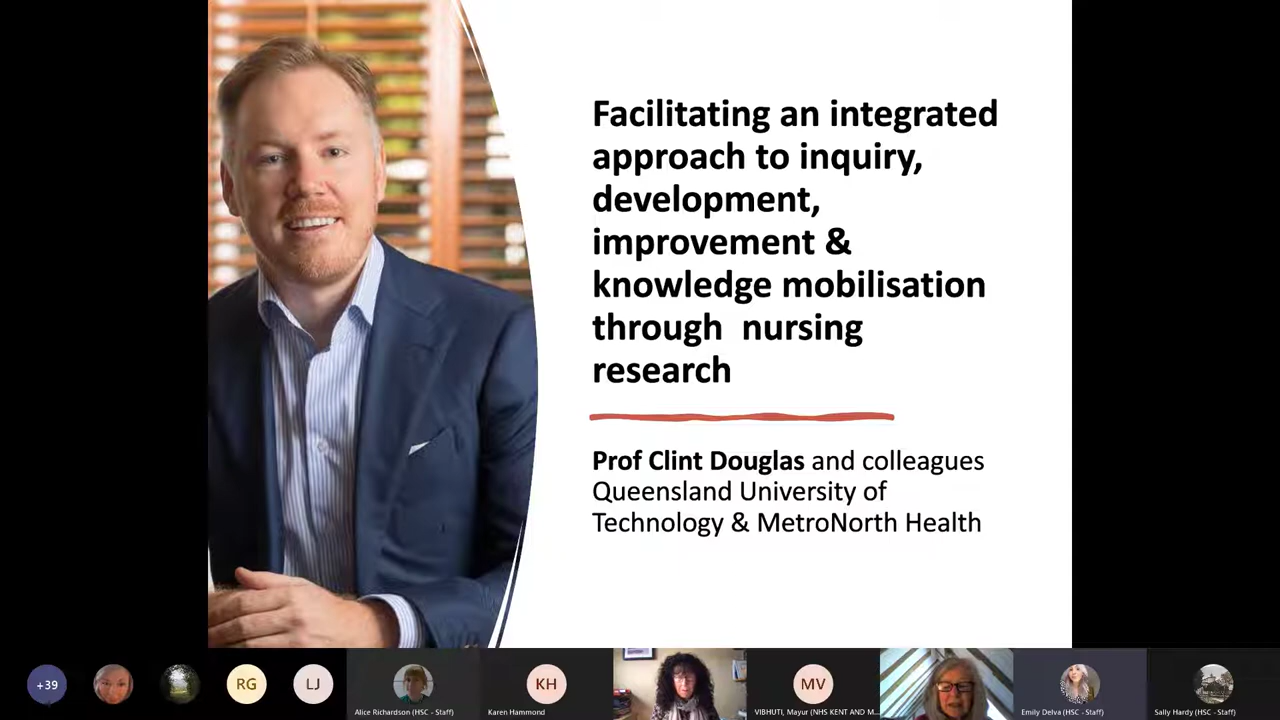 Facilitating an integrated
approach to inquiry,
development,
improvement &
knowledge mobilisation
through  nursing
research
Prof Clint Douglas and colleagues
Queensland University of
Technology & MetroNorth Health
+39
RG
LJ
Alice Richardson (HSC - Staff)
KH
Karen Hammond
MV
VIBHUTI, Mayur (NHS KENT AND M...
Emily Delva (HSC - Staff)
Sally Hardy (HSC - Staff)